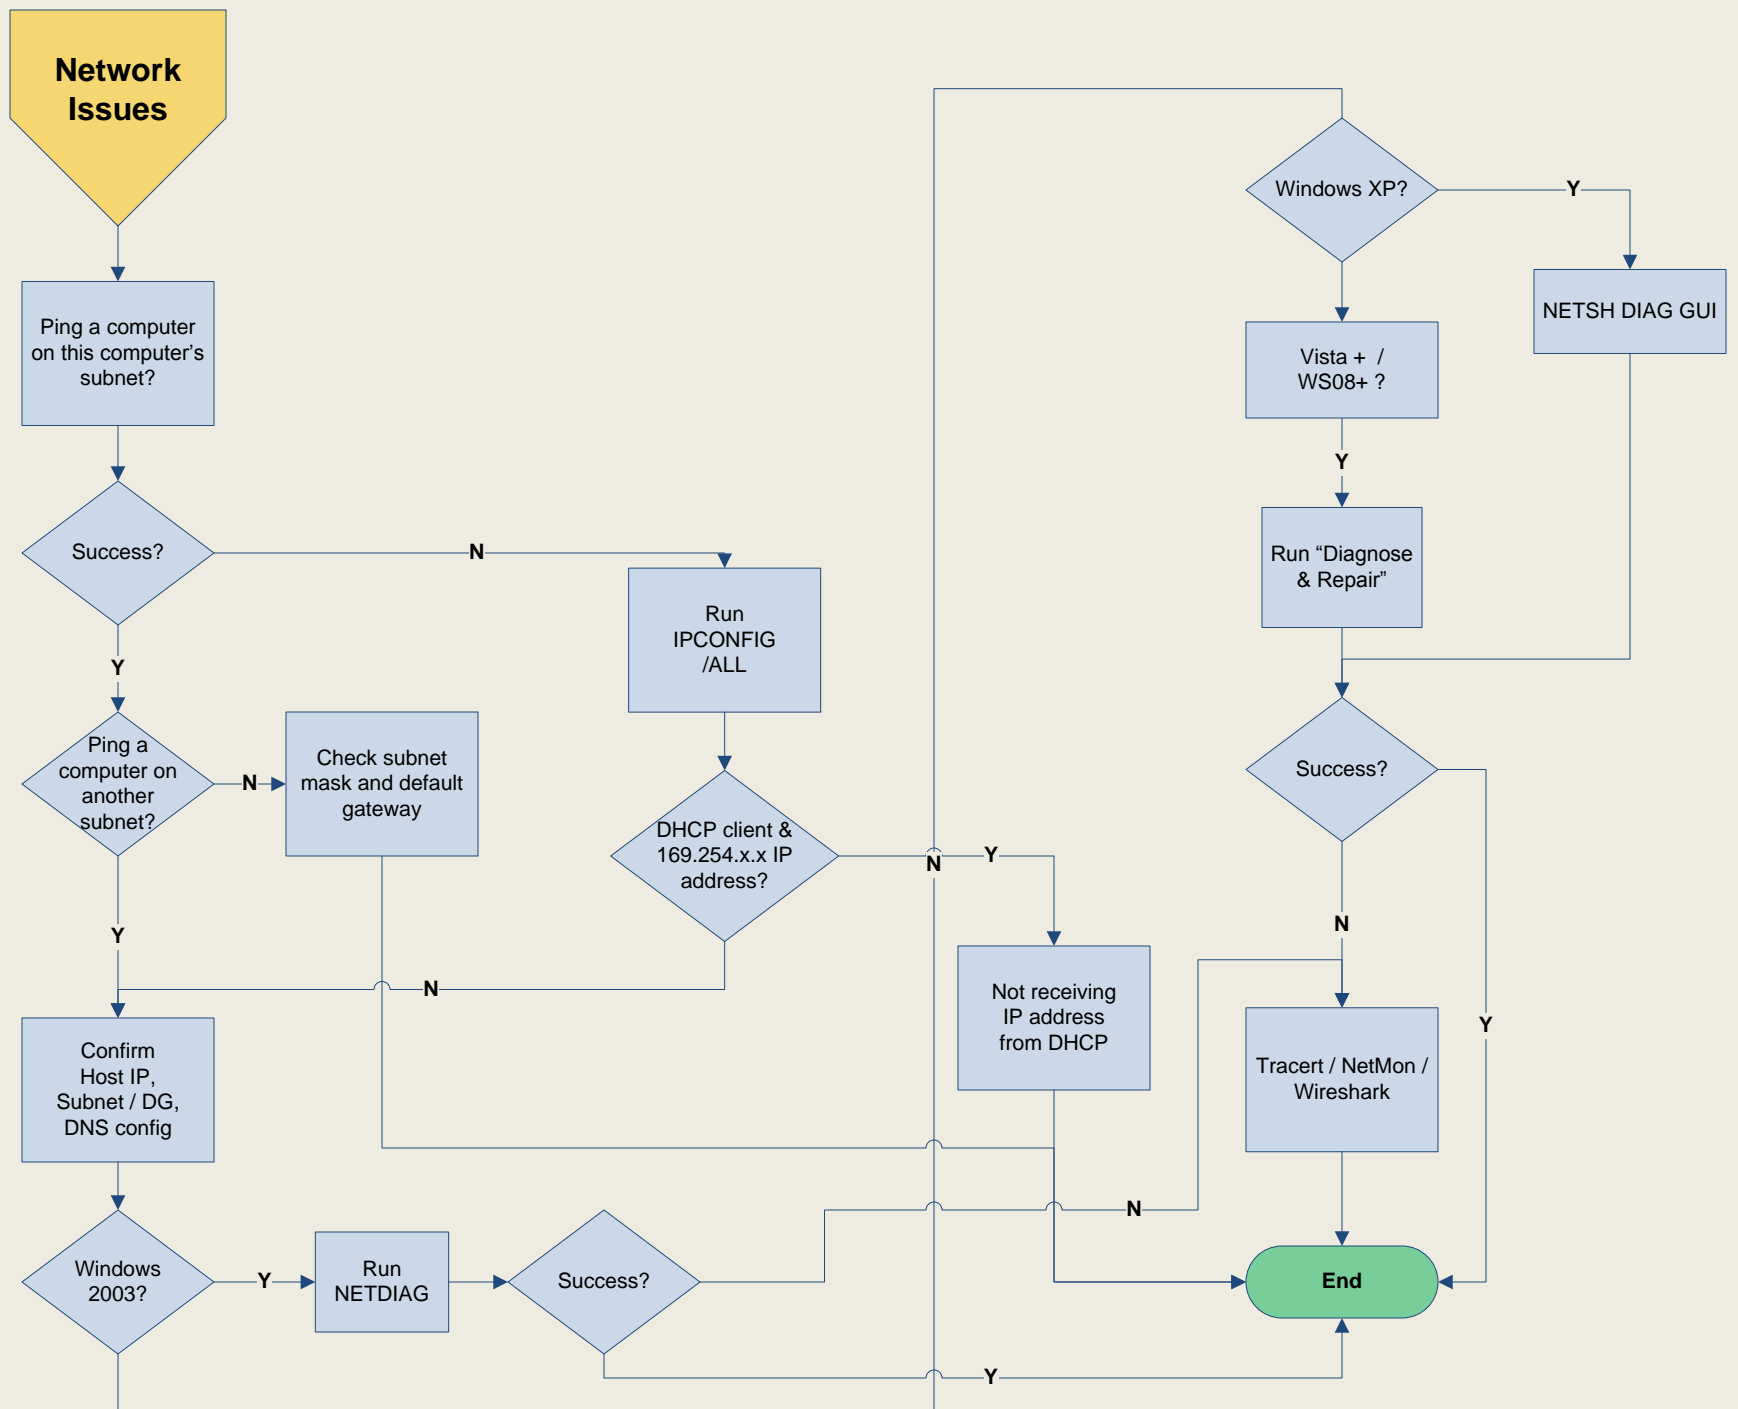 Network
Issues
Ping a computer
on this computer’s
subnet?
Success?
N
Y
Run
IPCONFIG
/ALL
Ping a
computer on
another
subnet?
N
Check subnet
mask and default
gateway
DHCP client &
169.254.x.x IP
address?
N
Y
Y
N
Not receiving
IP address
from DHCP
Confirm
Host IP,
Subnet / DG,
DNS config
Windows
2003?
Y
Run
NETDIAG
Success?
N
Y
Windows XP?
Y
NETSH DIAG GUI
Vista + /
WS08+ ?
Y
Run “Diagnose
& Repair”
Success?
N
Y
Tracert / NetMon /
Wireshark
End